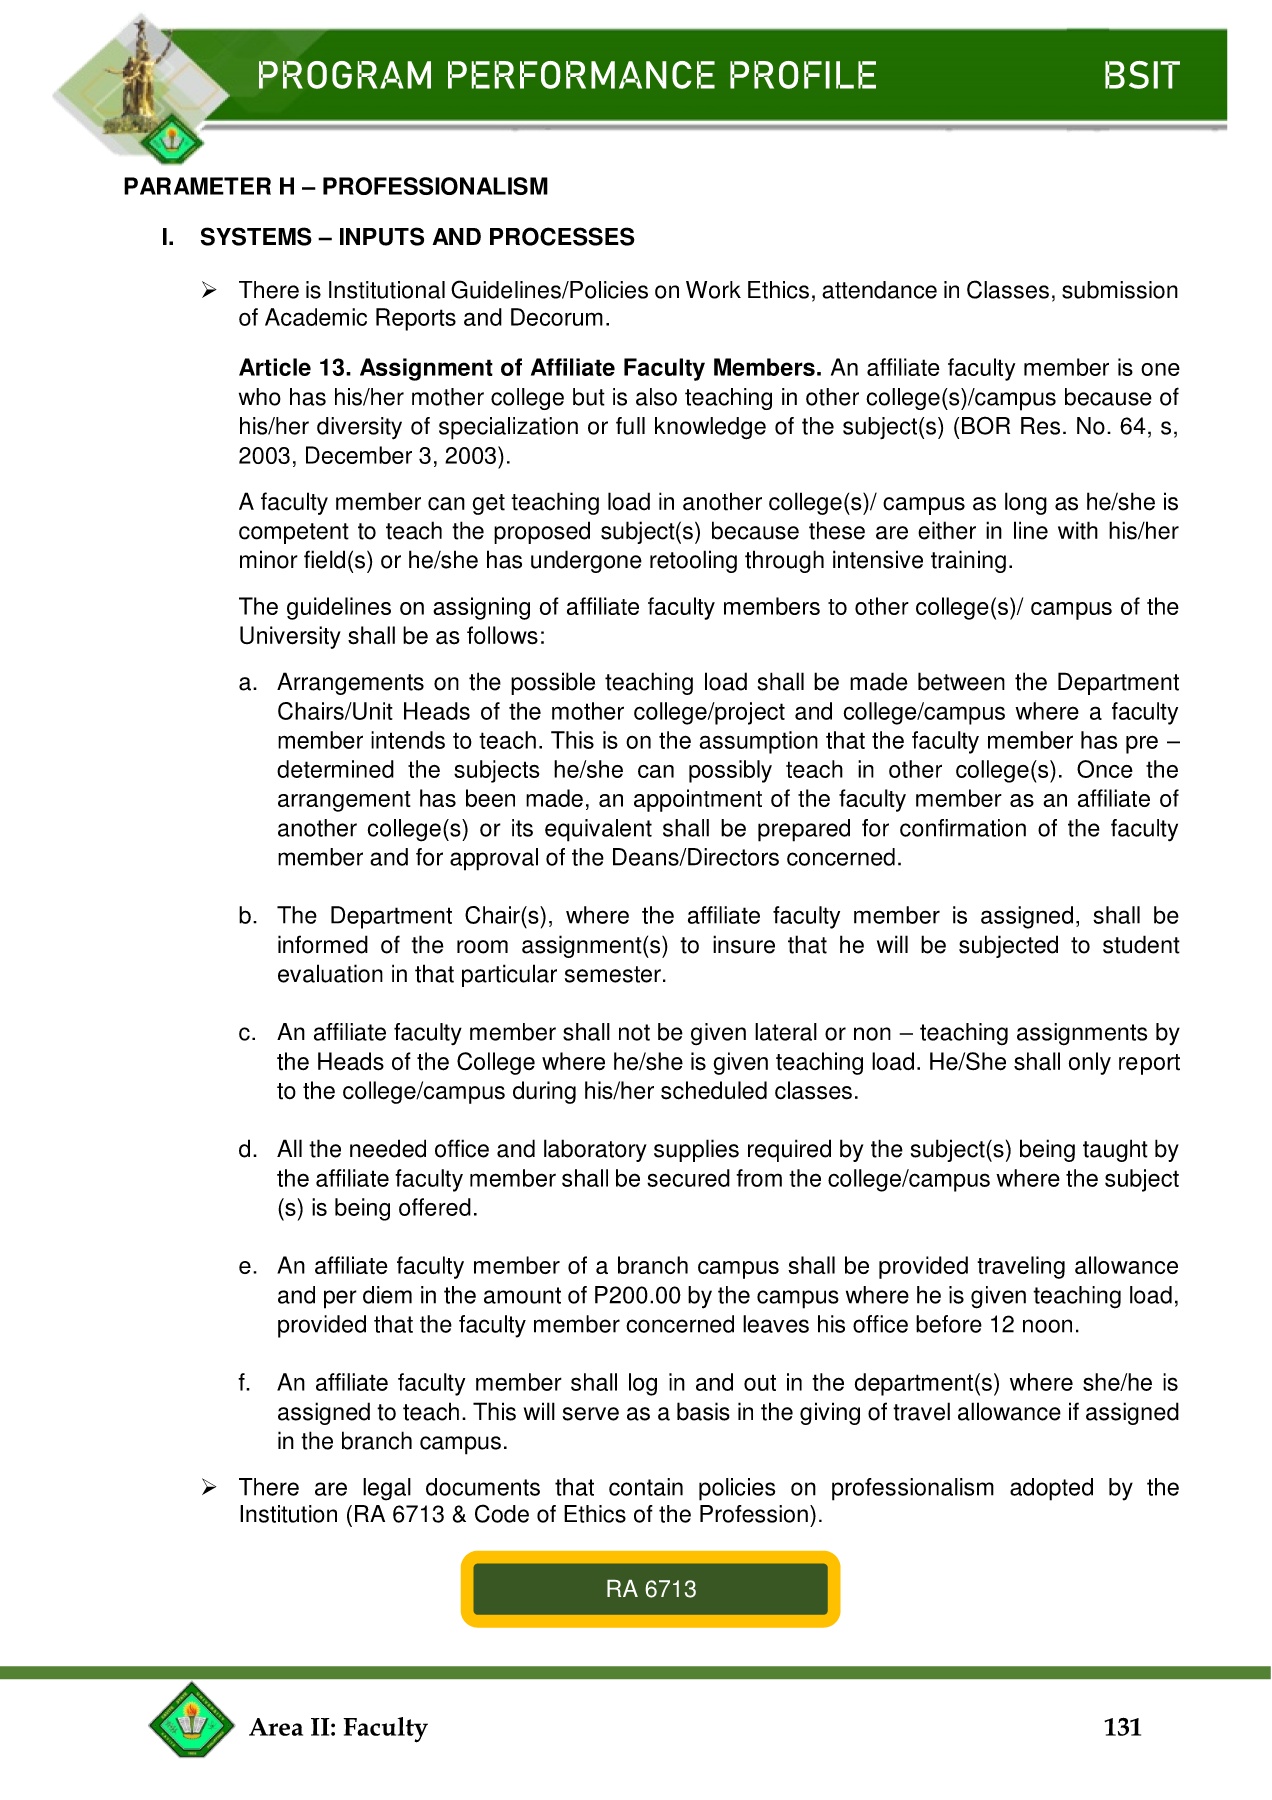 PROGRAM PERFORMANCE PROFILE BSIT
PARAMETER H – PROFESSIONALISM
I. SYSTEMS – INPUTS AND PROCESSES
➢ There is Institutional Guidelines/Policies on Work Ethics, attendance in Classes, submission
of Academic Reports and Decorum.
Article 13. Assignment of Affiliate Faculty Members. An affiliate faculty member is one
who has his/her mother college but is also teaching in other college(s)/campus because of
his/her diversity of specialization or full knowledge of the subject(s) (BOR Res. No. 64, s,
2003, December 3, 2003).
A faculty member can get teaching load in another college(s)/ campus as long as he/she is
competent to teach the proposed subject(s) because these are either in line with his/her
minor field(s) or he/she has undergone retooling through intensive training.
The guidelines on assigning of affiliate faculty members to other college(s)/ campus of the
University shall be as follows:
a. Arrangements on the possible teaching load shall be made between the Department
Chairs/Unit Heads of the mother college/project and college/campus where a faculty
member intends to teach. This is on the assumption that the faculty member has pre –
determined the subjects he/she can possibly teach in other college(s). Once the
arrangement has been made, an appointment of the faculty member as an affiliate of
another college(s) or its equivalent shall be prepared for confirmation of the faculty
member and for approval of the Deans/Directors concerned.
b. The Department Chair(s), where the affiliate faculty member is assigned, shall be
informed of the room assignment(s) to insure that he will be subjected to student
evaluation in that particular semester.
c. An affiliate faculty member shall not be given lateral or non – teaching assignments by
the Heads of the College where he/she is given teaching load. He/She shall only report
to the college/campus during his/her scheduled classes.
d. All the needed office and laboratory supplies required by the subject(s) being taught by
the affiliate faculty member shall be secured from the college/campus where the subject
(s) is being offered.
e. An affiliate faculty member of a branch campus shall be provided traveling allowance
and per diem in the amount of P200.00 by the campus where he is given teaching load,
provided that the faculty member concerned leaves his office before 12 noon.
f. An affiliate faculty member shall log in and out in the department(s) where she/he is
assigned to teach. This will serve as a basis in the giving of travel allowance if assigned
in the branch campus.
➢ There are legal documents that contain policies on professionalism adopted by the
Institution (RA 6713 & Code of Ethics of the Profession).
RA 6713
Area II: Faculty 131